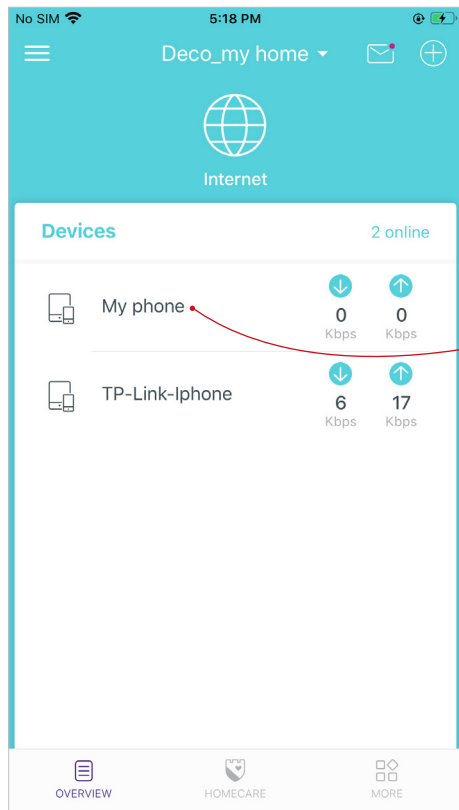 No SIM 5:18 PM
Deco_my home
Internet
Devices 2 online
My phone 0 Kbps 0 Kbps
TP-Link-Iphone 6 Kbps 17 Kbps
OVERVIEW HOMECARE MORE